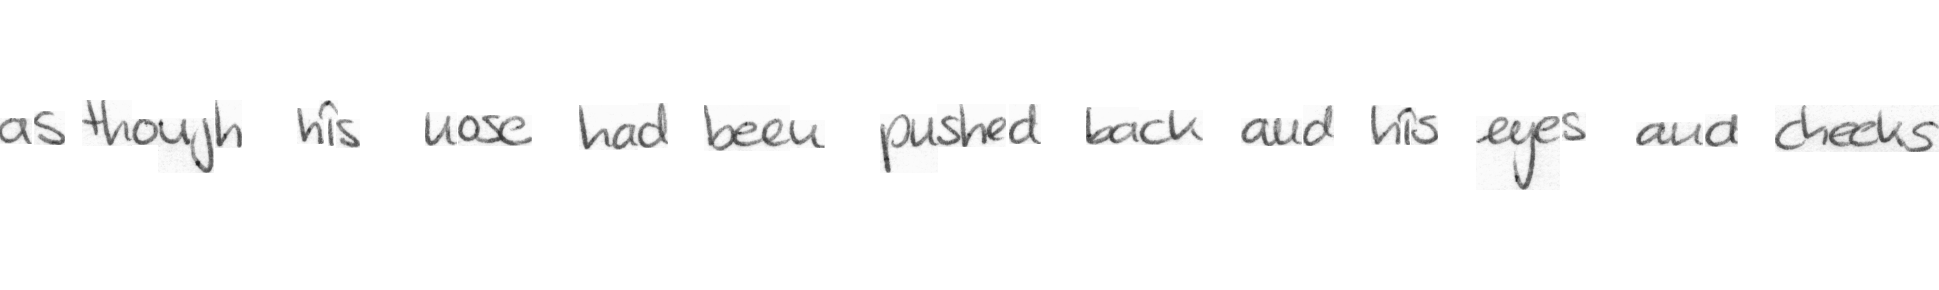 as though his nose had been pushed back and his eyes and cheeks